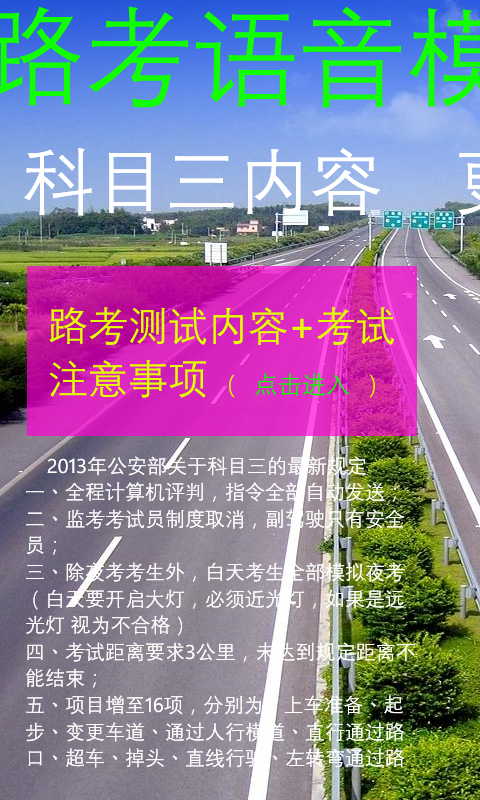 路考语音模
科目三内容 更
路考测试内容+考试
注意事项 （ 点击进入 ）
2013年公安部关于科目三的最新规定
一、全程计算机评判，指令全部自动发送；
二、监考考试员制度取消，副驾驶只有安全
员；
三、除夜考考生外，白天考生全部模拟夜考
（白天要开启大灯，必须近光灯，如果是远
光灯 视为不合格）
四、考试距离要求3公里，未达到规定距离不
能结束；
五、项目增至16项，分别为：上车准备、起
步、变更车道、通过人行横道、直行通过路
口、超车、掉头、直线行驶、左转弯通过路